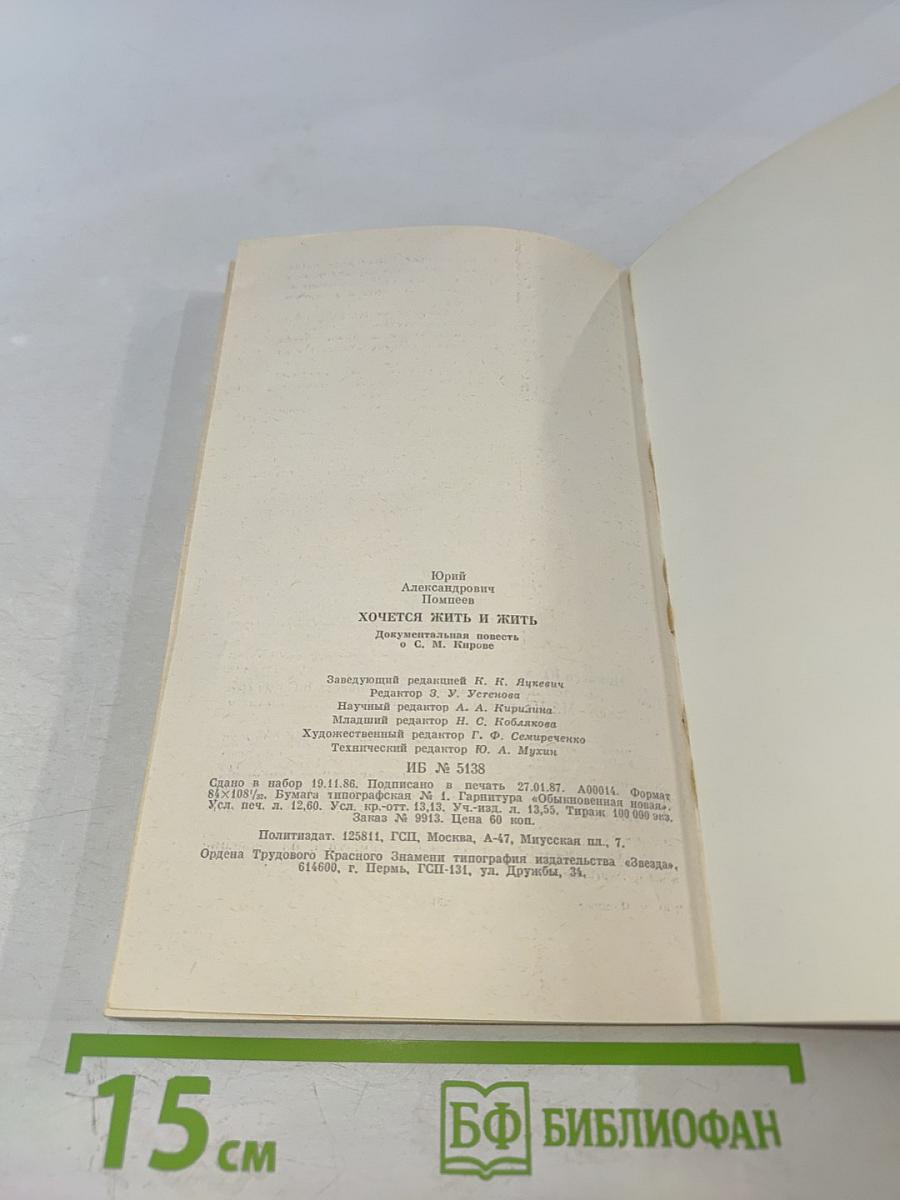 Юрий
Александрович
Помпеев
ХОЧЕТСЯ ЖИТЬ И ЖИТЬ
Документальная повесть
о С. М. Кирове
Заведующий редакцией К. К. Яцкевич
Редактор З. У. Устенова
Научный редактор А. А. Кирилина
Младший редактор Н. С. Коблякова
Художественный редактор Г. Ф. Семиреченко
Технический редактор Ю. А. Мухин
ИБ № 5138
Сдано в набор 19.11.86. Подписано в печать 27.01.87. А00014. Формат
84×108¹/₃₂. Бумага типографская № 1. Гарнитура «Обыкновенная новая».
Усл. печ. л. 12,60. Усл. кр.-отт. 13,13. Уч.-изд. л. 13,55. Тираж 100 000 экз.
Заказ № 9913. Цена 60 коп.
Политиздат. 125811, ГСП, Москва, А-47, Миусская пл., 7.
Ордена Трудового Красного Знамени типография издательства «Звезда»,
614600, г. Пермь, ГСП-131, ул. Дружбы, 34.
15 см
БФ БИБЛИОФАН